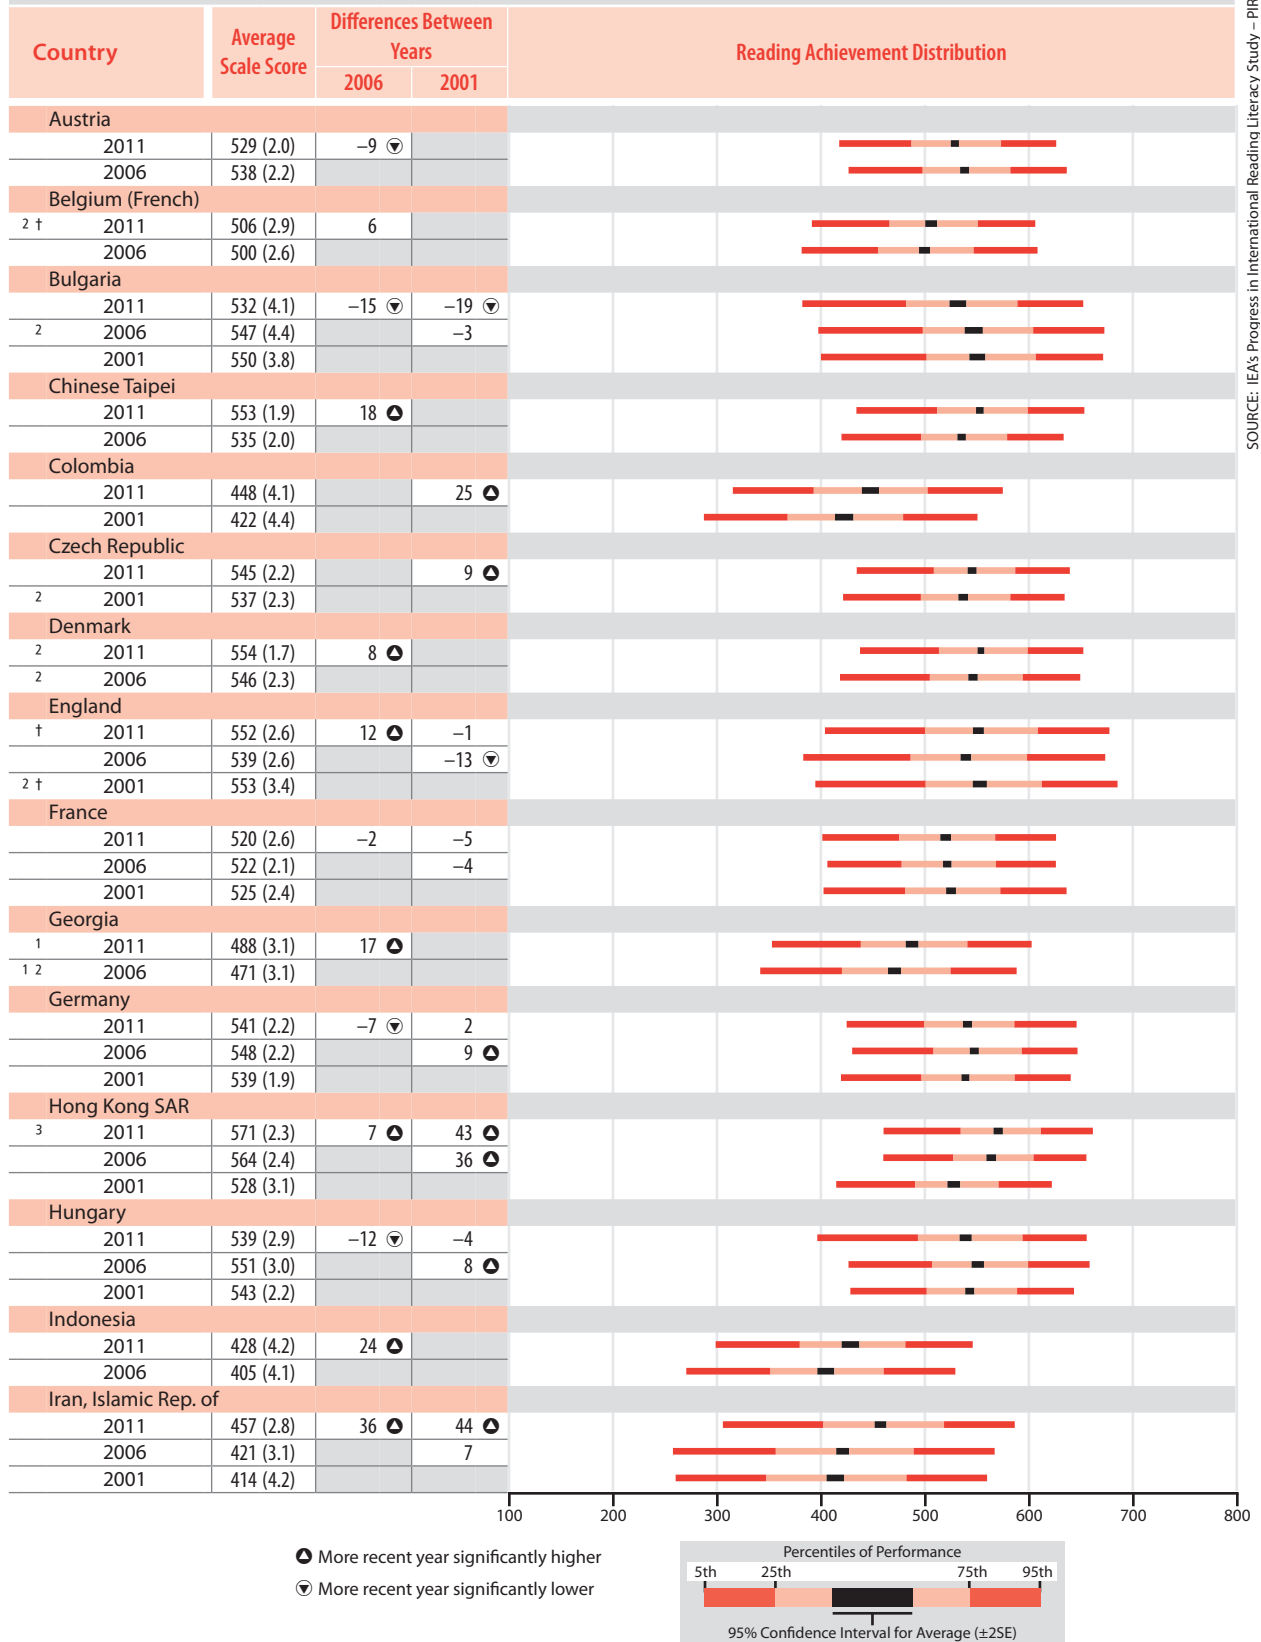 Country
Average Scale Score
Differences Between Years
2006
2001
Reading Achievement Distribution
Austria
2011 529 (2.0) –9
2006 538 (2.2)
Belgium (French)
2 † 2011 506 (2.9) 6
2006 500 (2.6)
Bulgaria
2011 532 (4.1) –15 –19
2 2006 547 (4.4) –3
2001 550 (3.8)
Chinese Taipei
2011 553 (1.9) 18
2006 535 (2.0)
Colombia
2011 448 (4.1) 25
2001 422 (4.4)
Czech Republic
2011 545 (2.2) 9
2 2001 537 (2.3)
Denmark
2 2011 554 (1.7) 8
2 2006 546 (2.3)
England
† 2011 552 (2.6) 12 –1
2006 539 (2.6) –13
2 † 2001 553 (3.4)
France
2011 520 (2.6) –2 –5
2006 522 (2.1) –4
2001 525 (2.4)
Georgia
1 2011 488 (3.1) 17
1 2 2006 471 (3.1)
Germany
2011 541 (2.2) –7 2
2006 548 (2.2) 9
2001 539 (1.9)
Hong Kong SAR
3 2011 571 (2.3) 7 43
2006 564 (2.4) 36
2001 528 (3.1)
Hungary
2011 539 (2.9) –12 –4
2006 551 (3.0) 8
2001 543 (2.2)
Indonesia
2011 428 (4.2) 24
2006 405 (4.1)
Iran, Islamic Rep. of
2011 457 (2.8) 36 44
2006 421 (3.1) 7
2001 414 (4.2)
100 200 300 400 500 600 700 800
More recent year significantly higher
More recent year significantly lower
Percentiles of Performance
5th 25th 75th 95th
95% Confidence Interval for Average (±2SE)
SOURCE: IEA's Progress in International Reading Literacy Study – PIR